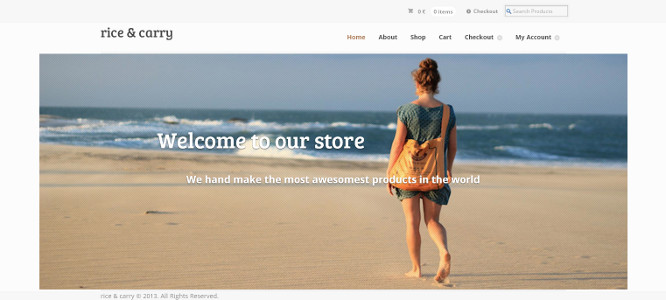 0 € 0 items Checkout Search Products
rice & carry
Home About Shop Cart Checkout My Account
Welcome to our store
We hand make the most awesomest products in the world
rice & carry © 2013. All Rights Reserved.